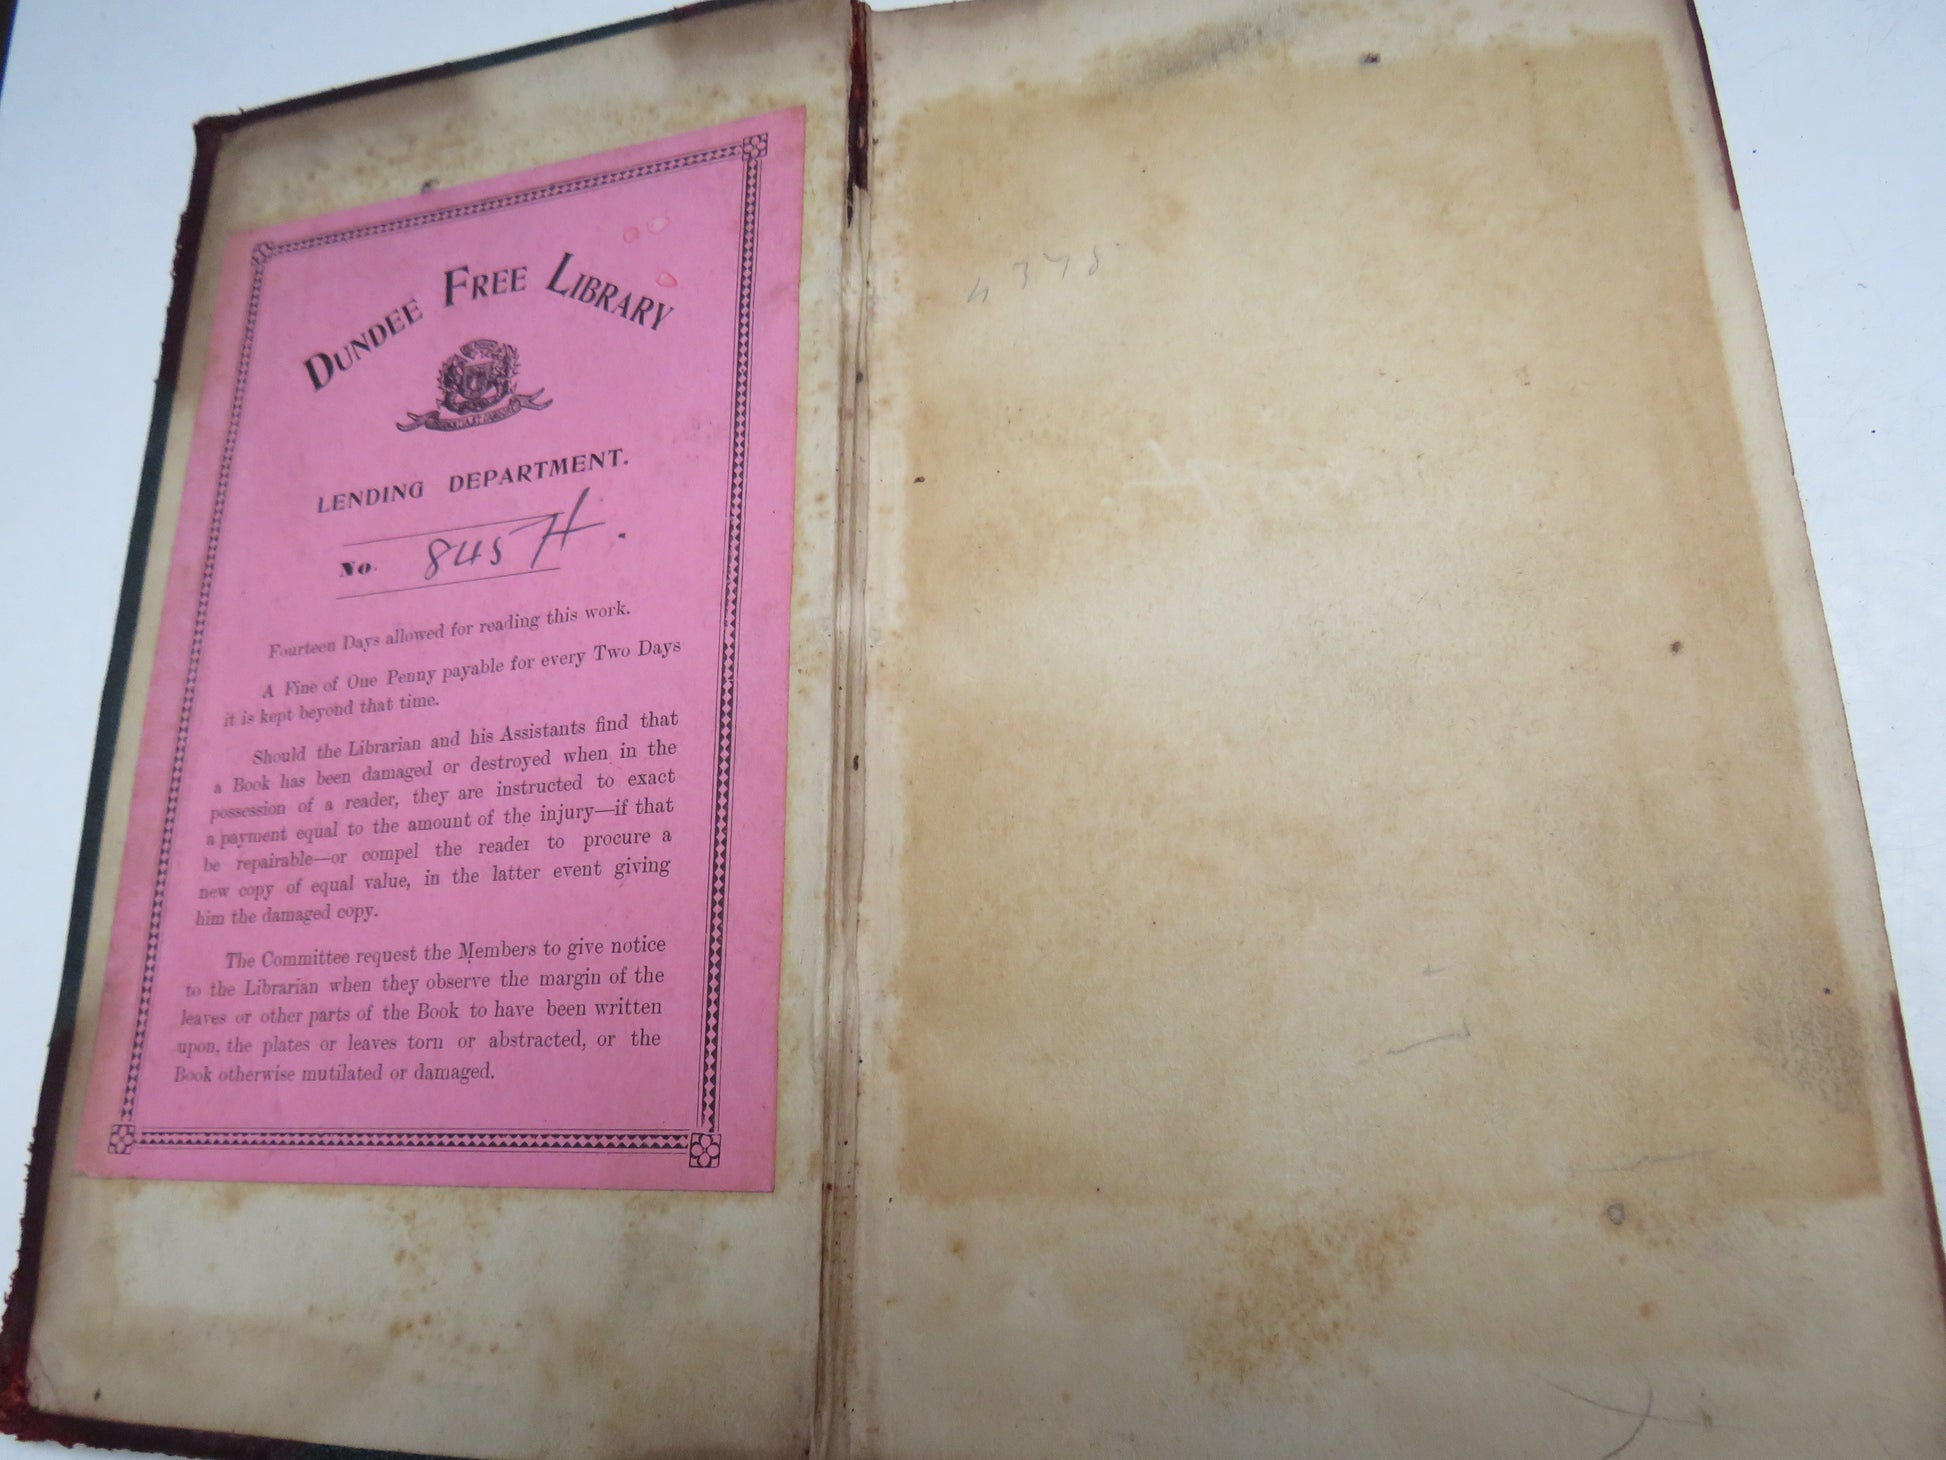 DUNDEE FREE LIBRARY
LENDING DEPARTMENT.
No. 845 H.
Fourteen Days allowed for reading this work.
A Fine of One Penny payable for every Two Days
it is kept beyond that time.
Should the Librarian and his Assistants find that
a Book has been damaged or destroyed when in the
possession of a reader, they are instructed to exact
a payment equal to the amount of the injury—if that
be repairable—or compel the reader to procure a
new copy of equal value, in the latter event giving
him the damaged copy.
The Committee request the Members to give notice
to the Librarian when they observe the margin of the
leaves or other parts of the Book to have been written
upon, the plates or leaves torn or abstracted, or the
Book otherwise mutilated or damaged.